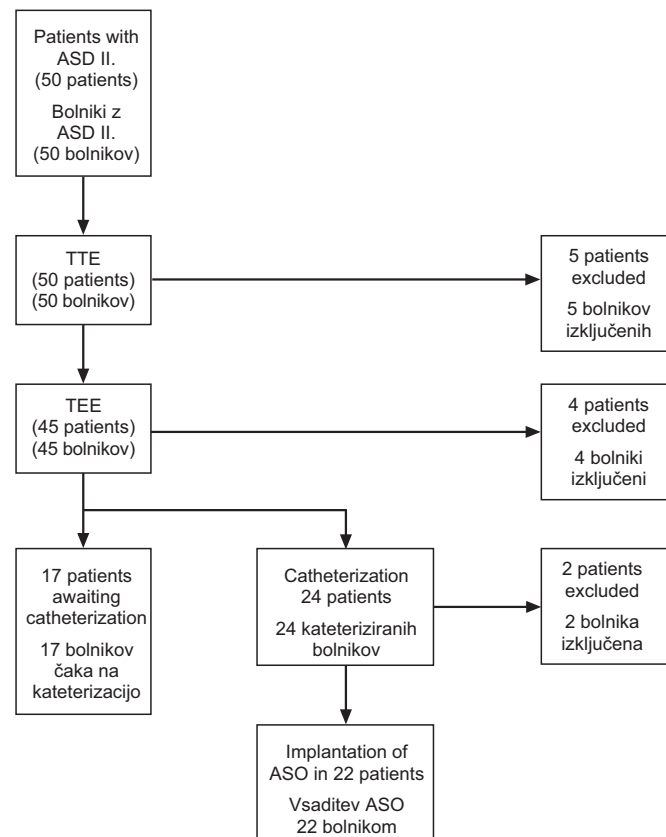 Patients with
ASD II.
(50 patients)
Bolniki z
ASD II.
(50 bolnikov)
TTE
(50 patients)
(50 bolnikov)
5 patients
excluded
5 bolnikov
izključenih
TEE
(45 patients)
(45 bolnikov)
4 patients
excluded
4 bolniki
izključeni
17 patients
awaiting
catheterization
17 bolnikov
čaka na
kateterizacijo
Catheterization
24 patients
24 kateteriziranih
bolnikov
2 patients
excluded
2 bolnika
izključena
Implantation of
ASO in 22 patients
Vsaditev ASO
22 bolnikom